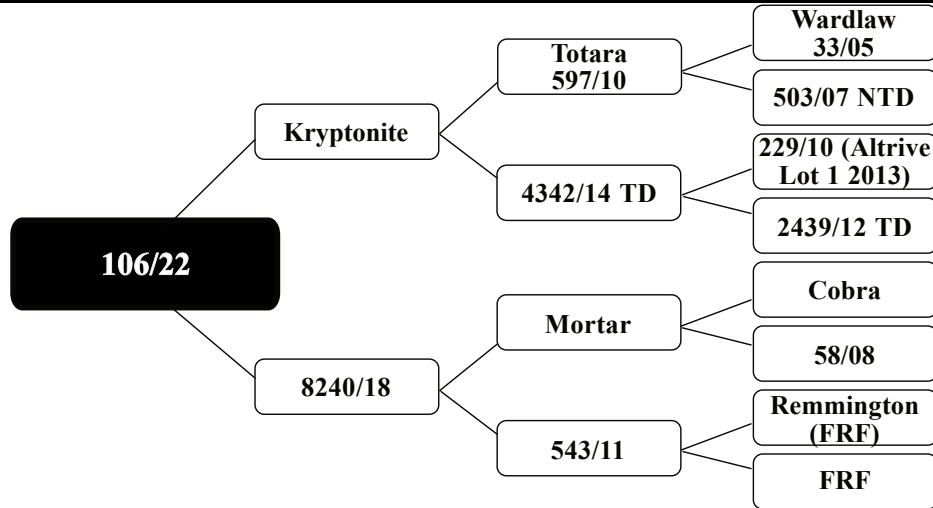 Wardlaw
33/05
Totara
597/10
503/07 NTD
Kryptonite
229/10 (Altrive
Lot 1 2013)
4342/14 TD
2439/12 TD
106/22
Cobra
Mortar
58/08
8240/18
Remmington
(FRF)
543/11
FRF